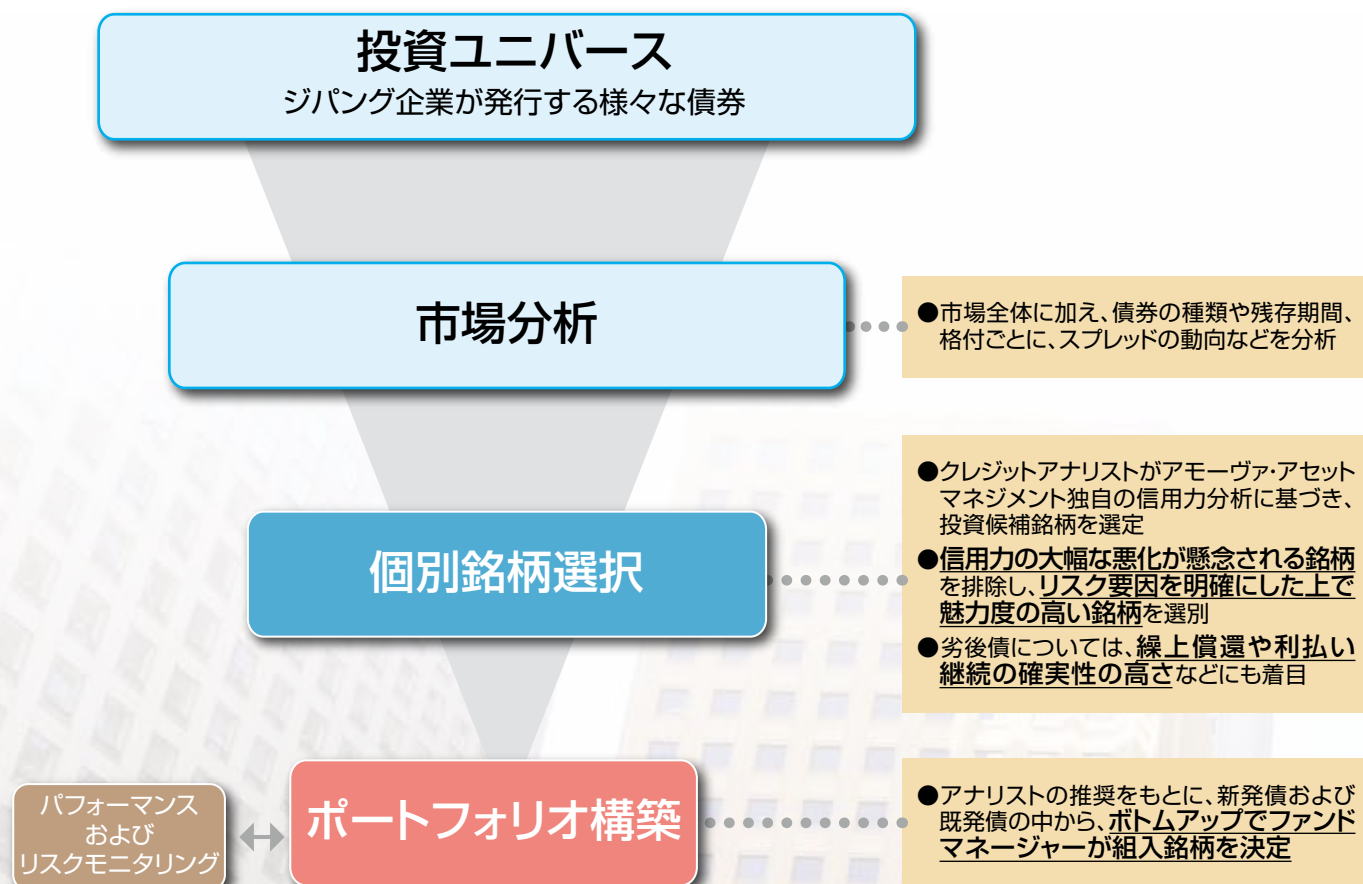 投資ユニバース
ジパング企業が発行する様々な債券
市場分析
●市場全体に加え、債券の種類や残存期間、
格付ごとに、スプレッドの動向などを分析
個別銘柄選択
●クレジットアナリストがアモーヴァ・アセット
マネジメント独自の信用力分析に基づき、
投資候補銘柄を選定
●信用力の大幅な悪化が懸念される銘柄
を排除し、リスク要因を明確にした上で
魅力度の高い銘柄を選別
●劣後債については、繰上償還や利払い
継続の確実性の高さなどにも着目
パフォーマンス
および
リスクモニタリング
ポートフォリオ構築
●アナリストの推奨をもとに、新発債および
既発債の中から、ボトムアップでファンド
マネージャーが組入銘柄を決定